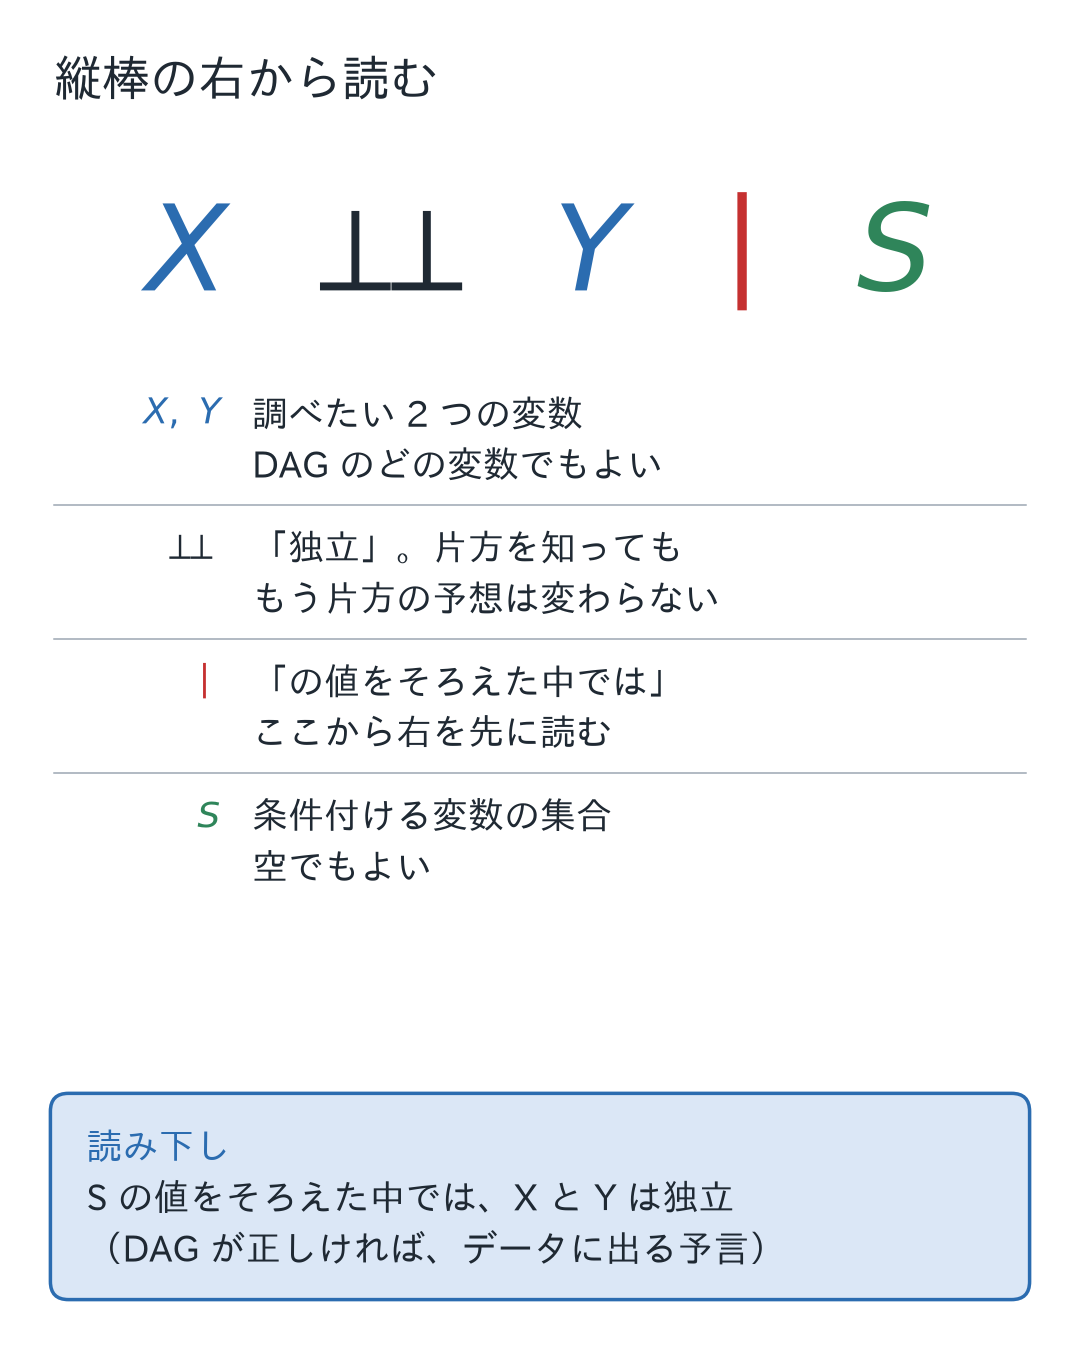 縦棒の右から読む
X ⊥⊥ Y | S
X, Y 調べたい 2 つの変数
DAG のどの変数でもよい
⊥⊥ 「独立」。片方を知っても
もう片方の予想は変わらない
| 「の値をそろえた中では」
ここから右を先に読む
S 条件付ける変数の集合
空でもよい
読み下し
S の値をそろえた中では、X と Y は独立
（DAG が正しければ、データに出る予言）